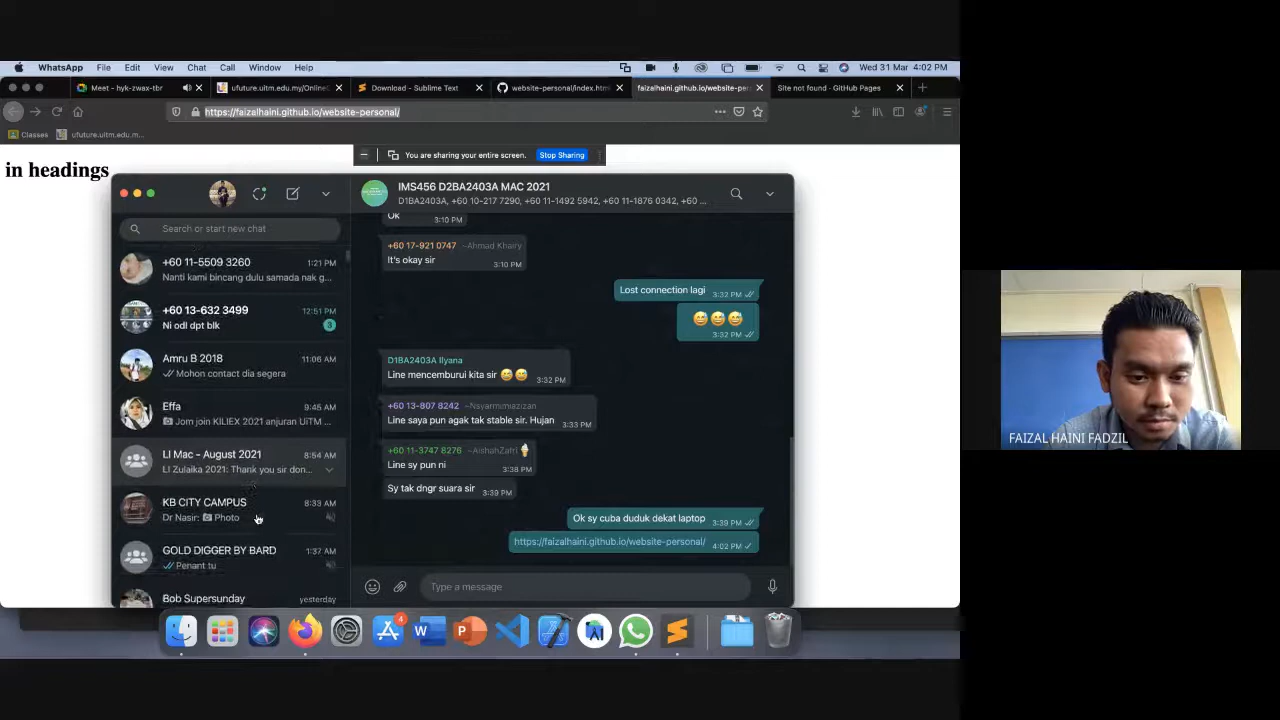 WhatsApp File Edit View Chat Call Window Help Wed 31 Mar 4:02 PM
Meet - hyk-zwax-tbr
ufuture.uitm.edu.my/OnlineC
Download - Sublime Text
website-personal/index.htm
faizalhaini.github.io/website-per
Site not found · GitHub Pages
https://faizalhaini.github.io/website-personal/
Classes ufuture.uitm.edu.m...
You are sharing your entire screen. Stop Sharing
in headings
Search or start new chat
+60 11-5509 3260 1:21 PM
Nanti kami bincang dulu samada nak g...
+60 13-632 3499 12:51 PM
Ni odl dpt blk 3
Amru B 2018 11:06 AM
Mohon contact dia segera
Effa 9:45 AM
Jom join KILIEX 2021 anjuran UiTM ...
LI Mac - August 2021 8:54 AM
LI Zulaika 2021: Thank you sir don...
KB CITY CAMPUS 8:33 AM
Dr Nasir: Photo
GOLD DIGGER BY BARD 1:37 AM
Penant tu
Bob Supersunday yesterday
IMS456 D2BA2403A MAC 2021
D1BA2403A, +60 10-217 7290, +60 11-1492 5942, +60 11-1876 0342, +60 ...
Ok 3:10 PM
+60 17-921 0747 ~Ahmad Khairy
It's okay sir 3:10 PM
Lost connection lagi 3:32 PM
😅😅😅
3:32 PM
D1BA2403A Ilyana
Line mencemburui kita sir 😅😅 3:32 PM
+60 13-807 8242 ~Nsyarmimiazizan
Line saya pun agak tak stable sir. Hujan 3:33 PM
+60 11-3747 8276 ~AishahZafri🍦
Line sy pun ni 3:38 PM
Sy tak dngr suara sir 3:39 PM
Ok sy cuba duduk dekat laptop 3:39 PM
https://faizalhaini.github.io/website-personal/ 4:02 PM
Type a message
4
W P
FAIZAL HAINI FADZIL